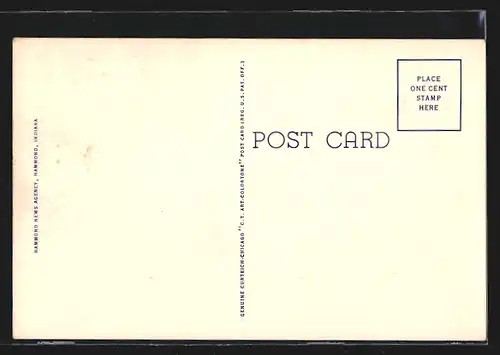 HAMMOND NEWS AGENCY, HAMMOND, INDIANA
GENUINE CURTEICH-CHICAGO "C.T. ART-COLORTONE" POST CARD (REG. U.S. PAT. OFF.)
POST CARD
PLACE
ONE CENT
STAMP
HERE